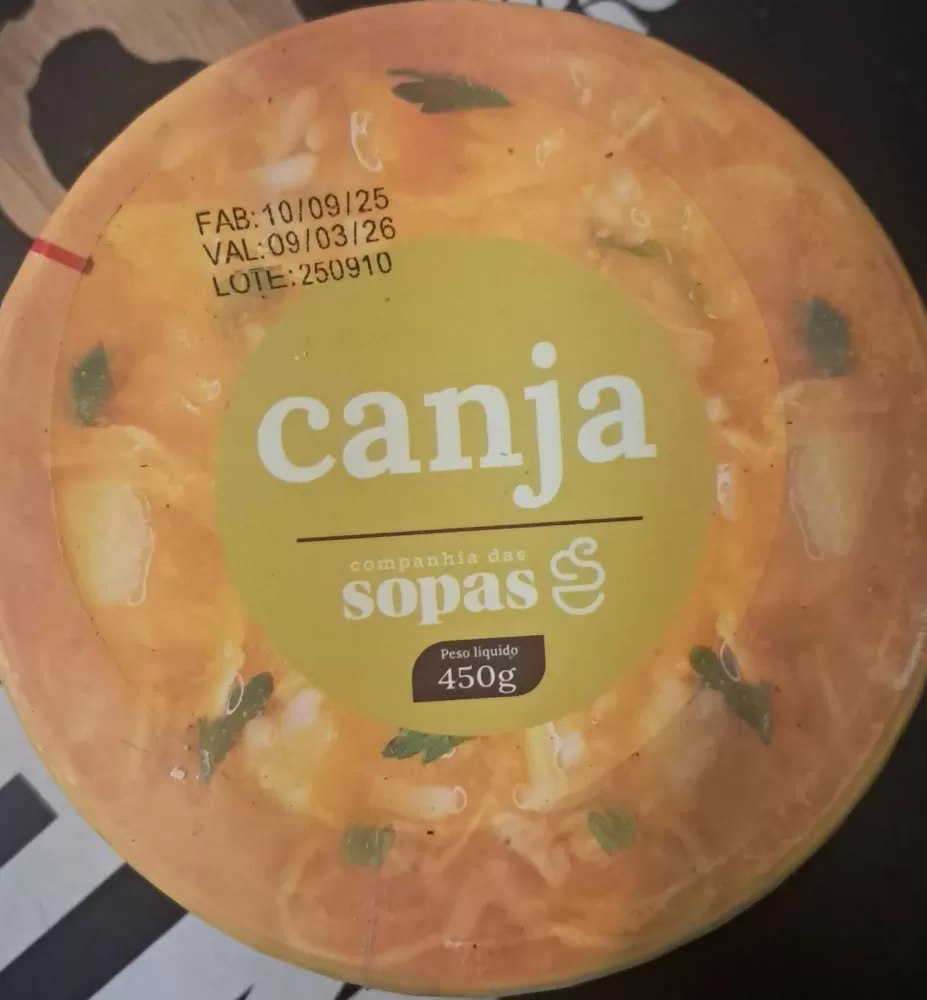 FAB:10/09/25
VAL:09/03/26
LOTE:250910
canja
companhia das
sopas
Peso líquido
450g